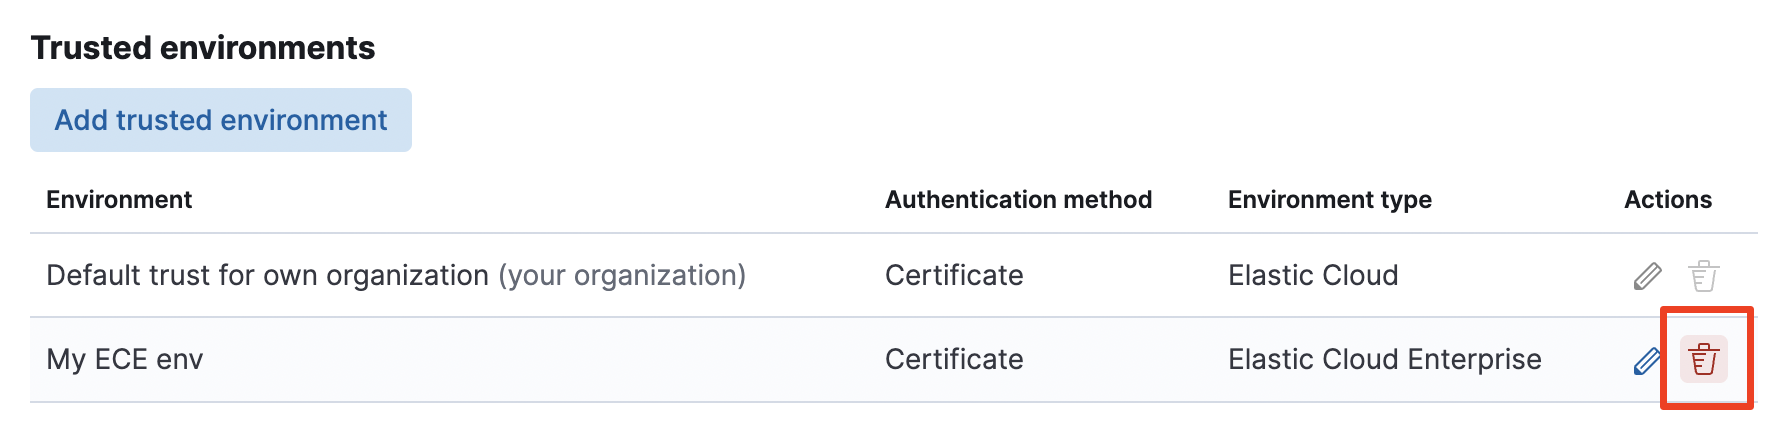 Trusted environments
Add trusted environment
Environment Authentication method Environment type Actions
Default trust for own organization (your organization) Certificate Elastic Cloud
My ECE env Certificate Elastic Cloud Enterprise